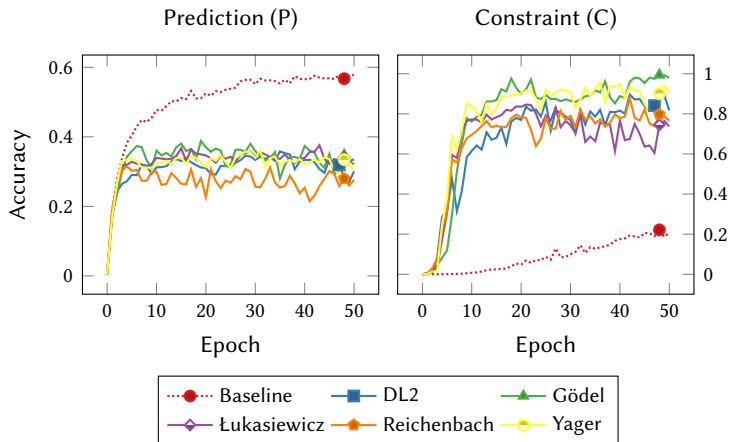 Prediction (P)
Constraint (C)
Accuracy
0.6
0.4
0.2
0
0 10 20 30 40 50
Epoch
1
0.8
0.6
0.4
0.2
0
0 10 20 30 40 50
Epoch
Baseline DL2 Gödel
Łukasiewicz Reichenbach Yager